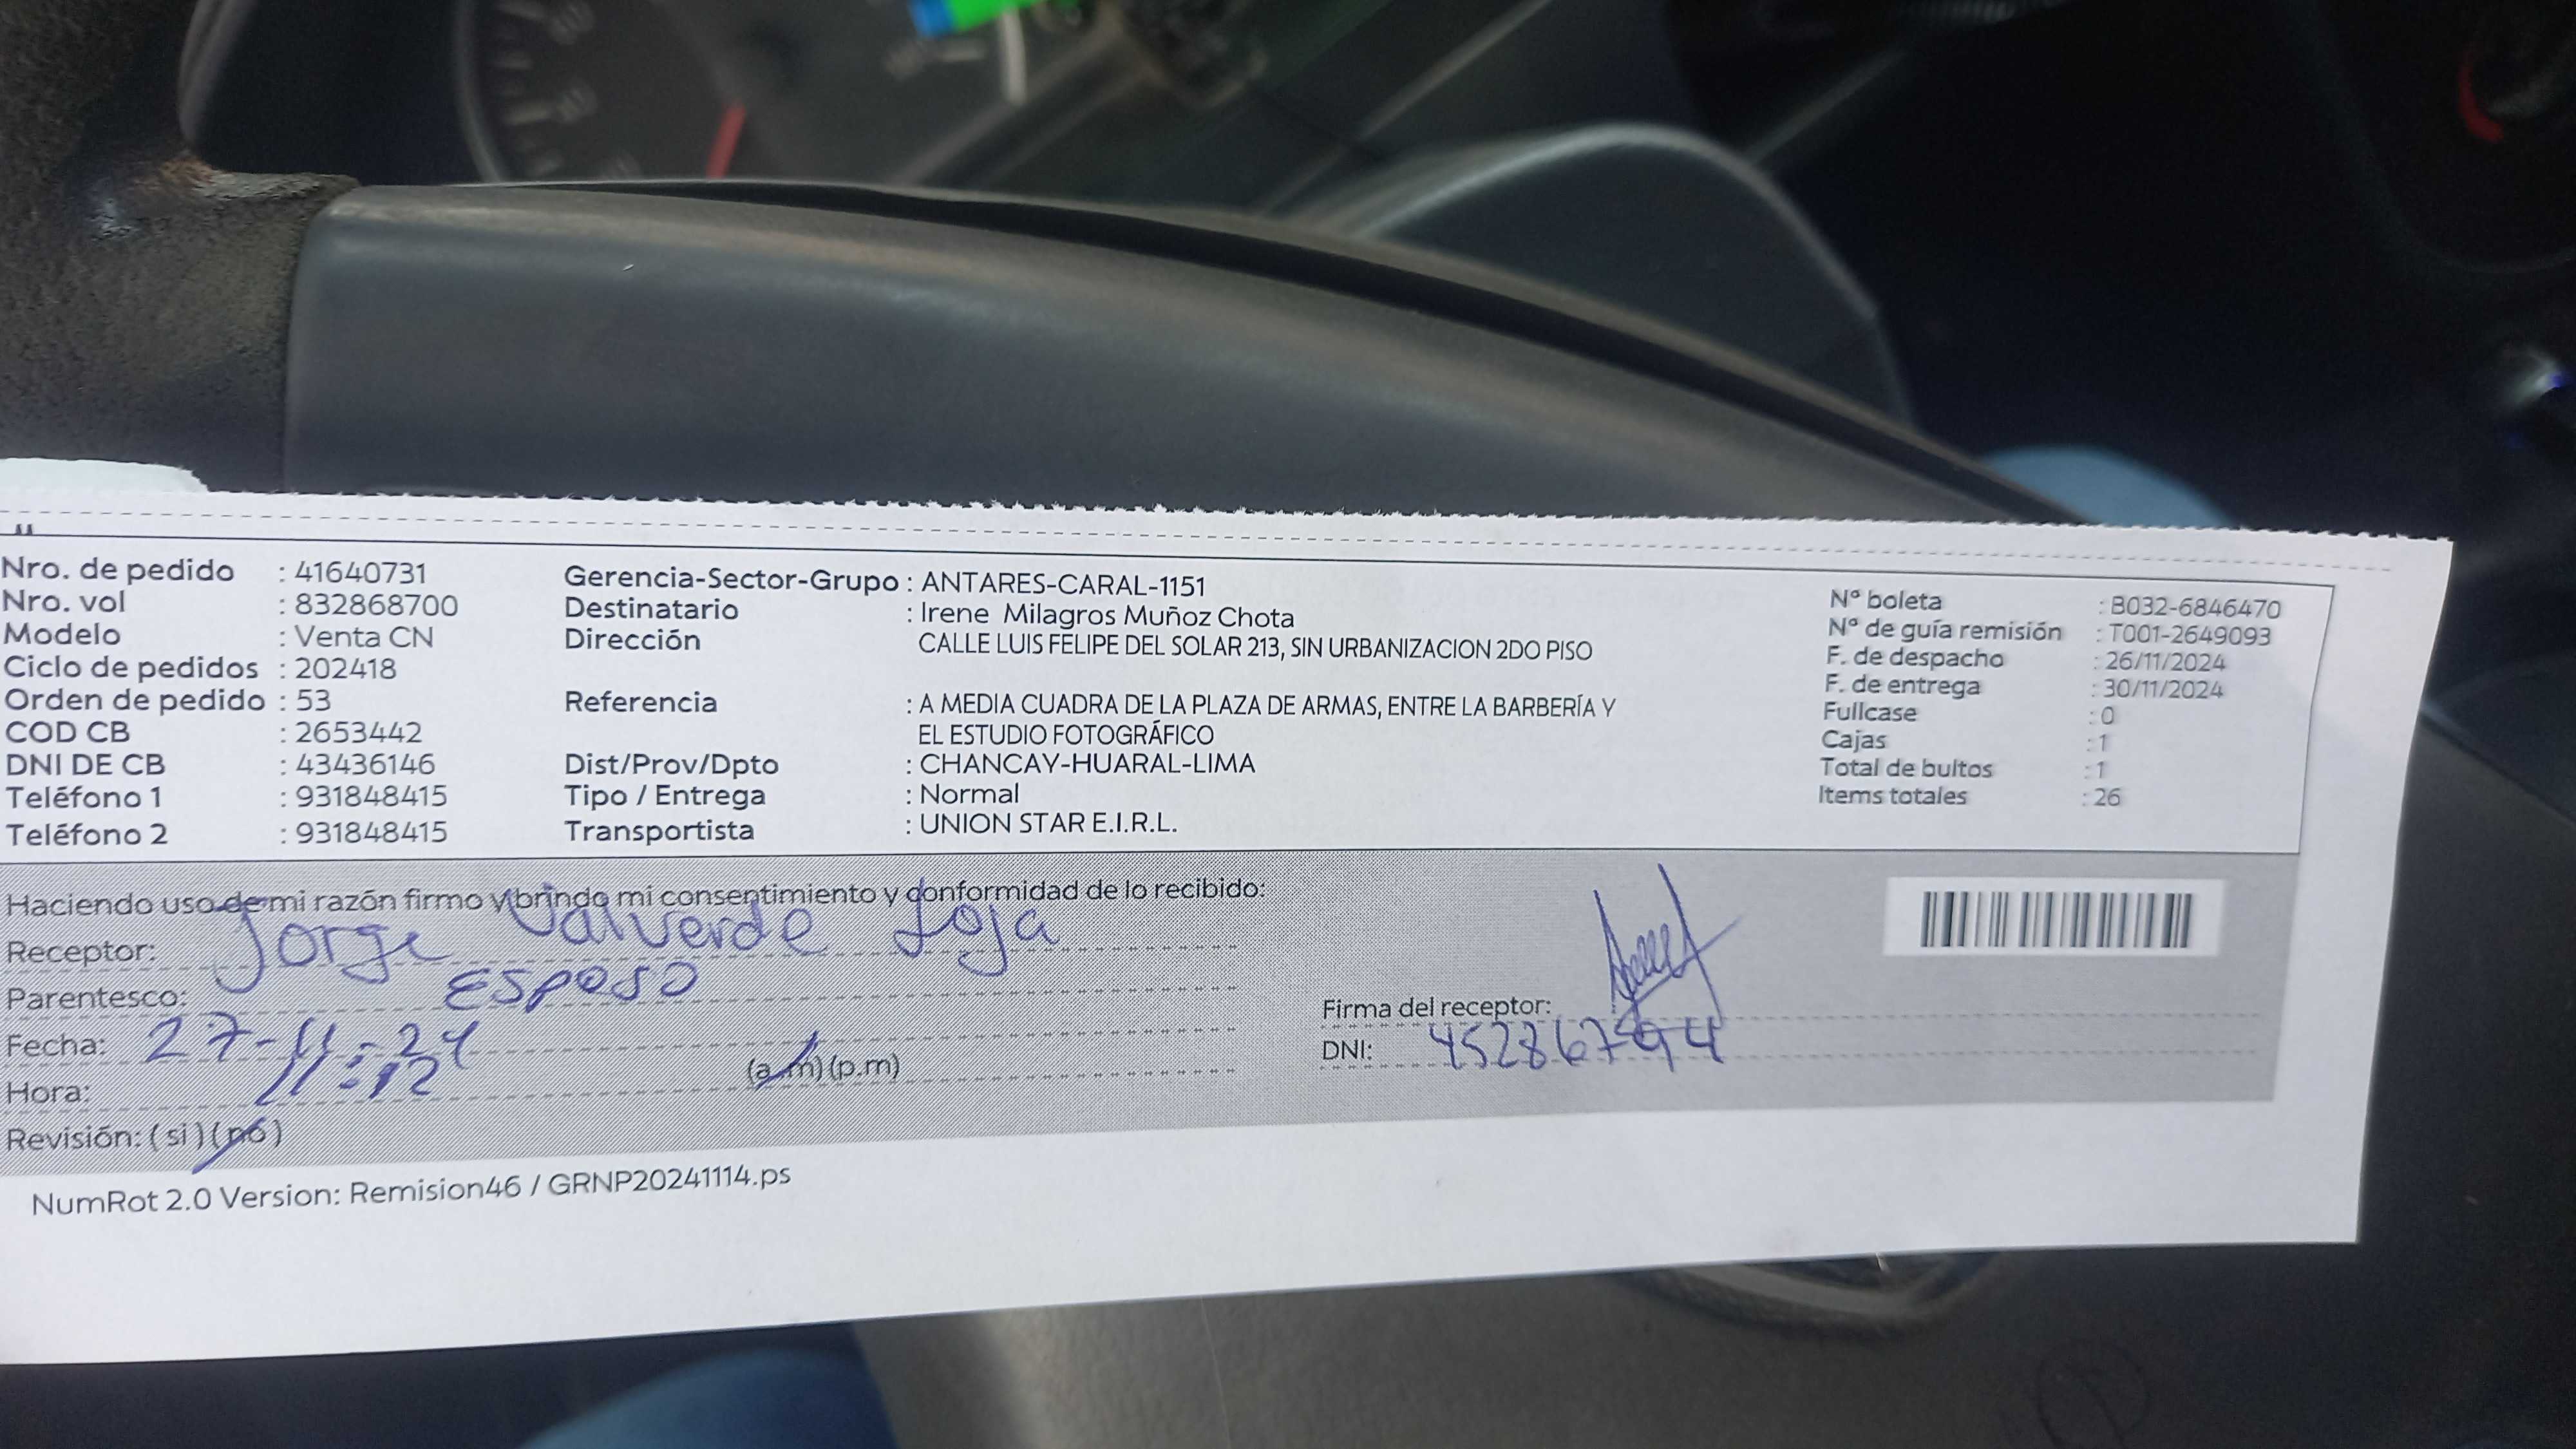 Nro. de pedido : 41640731
Nro. vol : 832868700
Modelo : Venta CN
Ciclo de pedidos : 202418
Orden de pedido : 53
COD CB : 2653442
DNI DE CB : 43436146
Teléfono 1 : 931848415
Teléfono 2 : 931848415
Gerencia-Sector-Grupo : ANTARES-CARAL-1151
Destinatario : Irene Milagros Muñoz Chota
Dirección CALLE LUIS FELIPE DEL SOLAR 213, SIN URBANIZACION 2DO PISO
Referencia : A MEDIA CUADRA DE LA PLAZA DE ARMAS, ENTRE LA BARBERÍA Y
EL ESTUDIO FOTOGRÁFICO
Dist/Prov/Dpto : CHANCAY-HUARAL-LIMA
Tipo / Entrega : Normal
Transportista : UNION STAR E.I.R.L.
Nª boleta : B032-6846470
Nª de guía remisión : T001-2649093
F. de despacho : 26/11/2024
F. de entrega : 30/11/2024
Fullcase : 0
Cajas : 1
Total de bultos : 1
Items totales : 26
Haciendo uso de mi razón firmo y brindo mi consentimiento y conformidad de lo recibido:
Receptor: Jorge Valverde Loja
Parentesco: Esposo
Fecha: 27-11-24
Hora: 11:12 (a.m) (p.m)
Revisión: ( si ) ( no )
Firma del receptor:
DNI:
NumRot 2.0 Version: Remision46 / GRNP20241114.ps